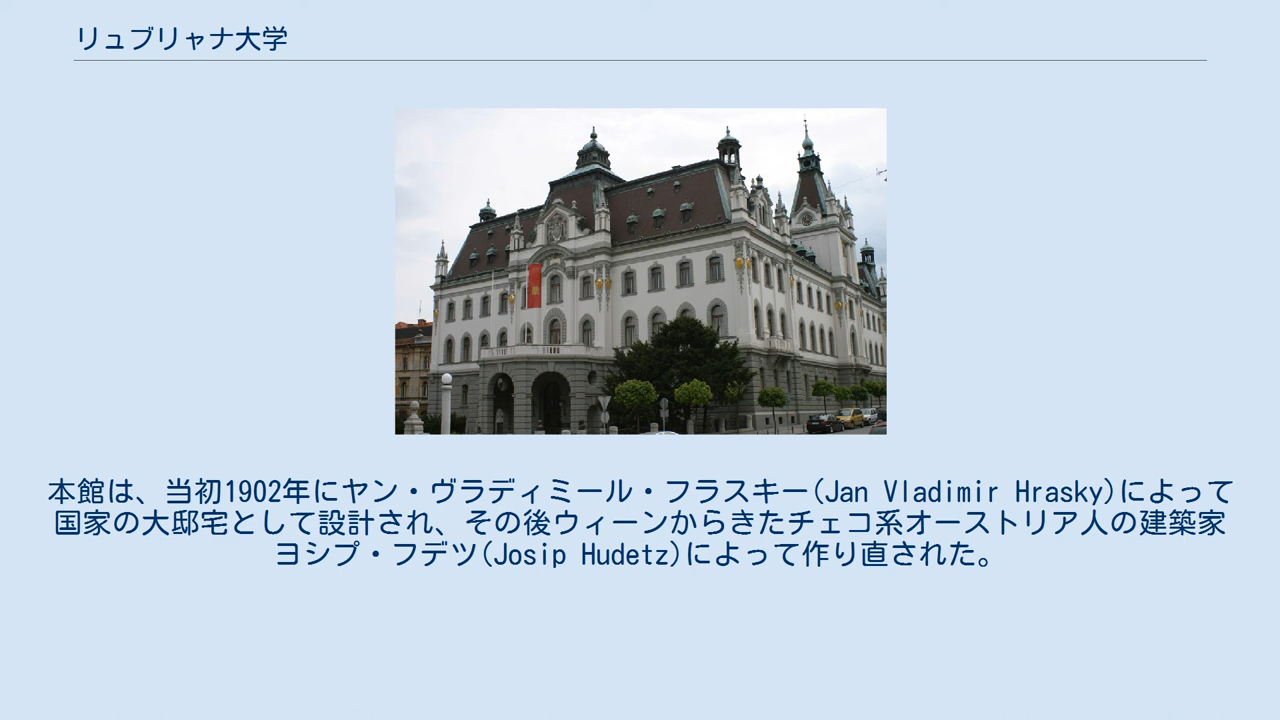 リュブリャナ大学
本館は、当初1902年にヤン・ヴラディミール・フラスキー(Jan Vladimir Hrasky)によって
国家の大邸宅として設計され、その後ウィーンからきたチェコ系オーストリア人の建築家
ヨシプ・フデツ(Josip Hudetz)によって作り直された。